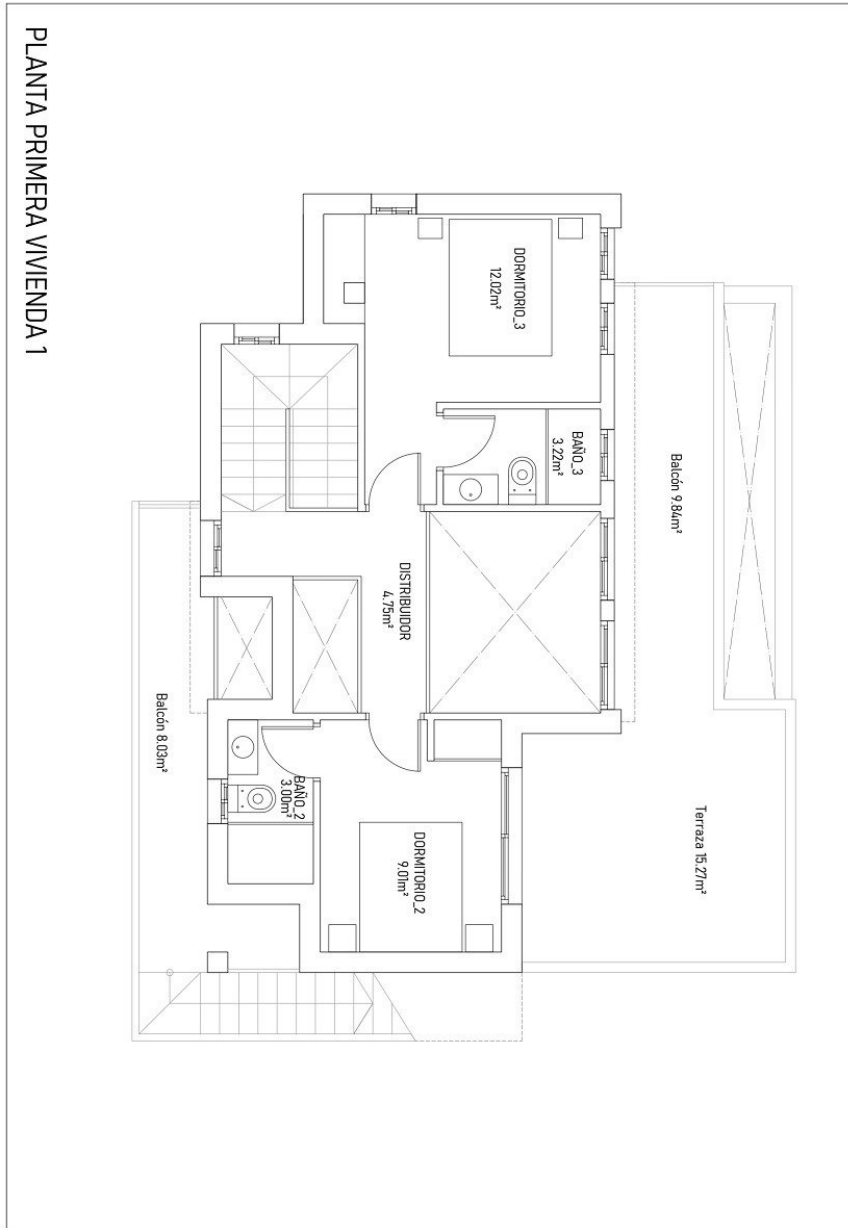 PLANTA PRIMERA VIVIENDA 1
DORMITORIO_3
12.02m²
BAÑO_3
3.22m²
Balcón 9.84m²
DISTRIBUIDOR
4.75m²
Balcón 8.03m²
BAÑO_2
3.00m²
DORMITORIO_2
9.01m²
Terraza 15.27m²